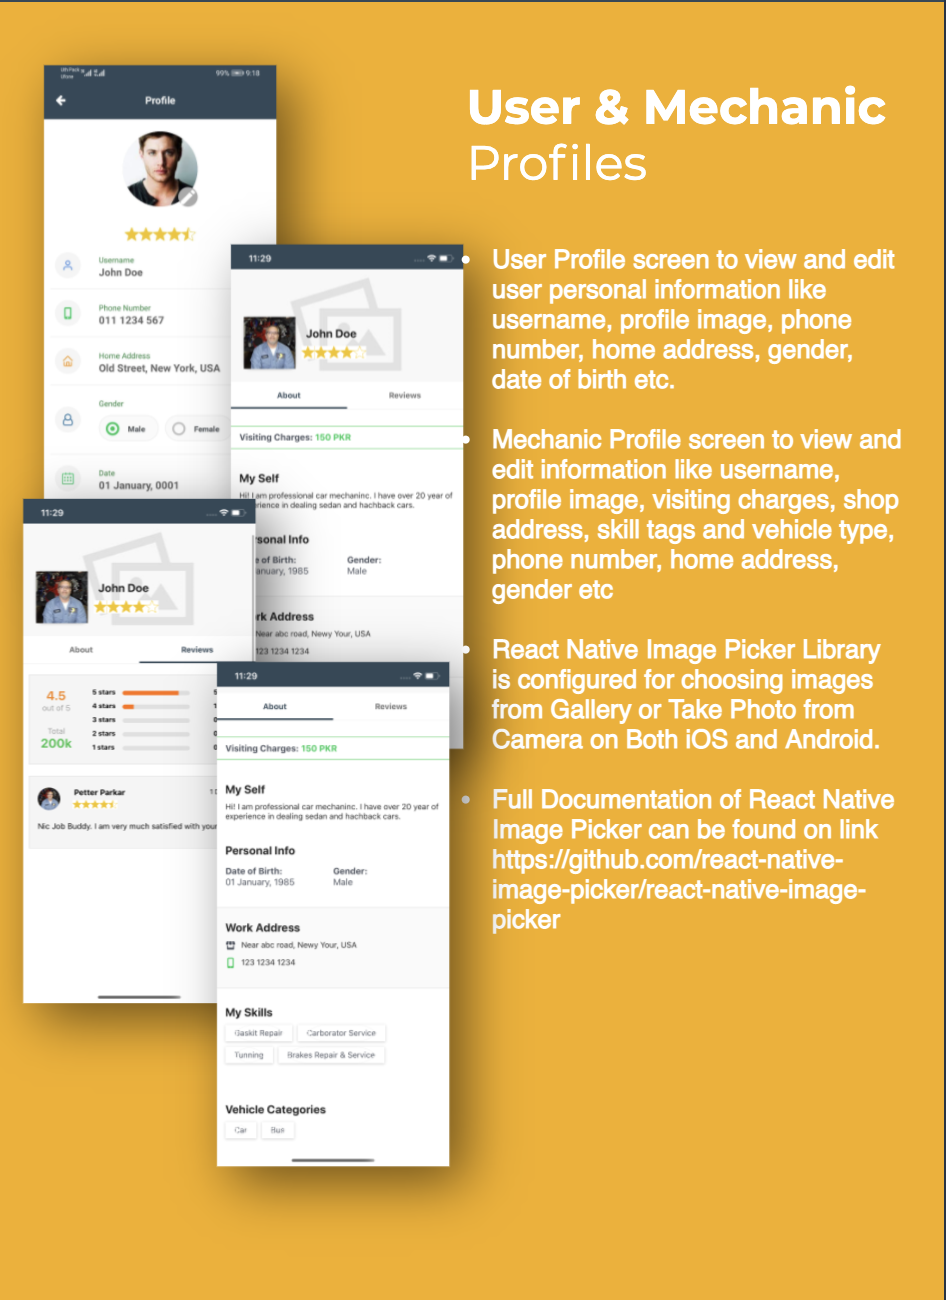 99% 9:18
Profile
Username
John Doe
Phone Number
011 1234 567
Home Address
Old Street, New York, USA
Gender
Male Female
Date
01 January, 0001
11:29
John Doe
About Reviews
Visiting Charges: 150 PKR
My Self
Hi! I am professional car mechaninc. I have over 20 year of
experience in dealing sedan and hachback cars.
Personal Info
Date of Birth: Gender:
January, 1985 Male
Work Address
Near abc road, Newy Your, USA
123 1234 1234
11:29
John Doe
About Reviews
4.5
out of 5
Total
200k
5 stars 5
4 stars 1
3 stars 0
2 stars 0
1 stars 0
Petter Parkar
Nic Job Buddy. I am very much satisfied with your
11:29
About Reviews
Visiting Charges: 150 PKR
My Self
Hi! I am professional car mechaninc. I have over 20 year of
experience in dealing sedan and hachback cars.
Personal Info
Date of Birth: Gender:
01 January, 1985 Male
Work Address
Near abc road, Newy Your, USA
123 1234 1234
My Skills
Gaskit Repair Carborator Service
Tunning Brakes Repair & Service
Vehicle Categories
Car Bus
User & Mechanic
Profiles
• User Profile screen to view and edit
user personal information like
username, profile image, phone
number, home address, gender,
date of birth etc.
• Mechanic Profile screen to view and
edit information like username,
profile image, visiting charges, shop
address, skill tags and vehicle type,
phone number, home address,
gender etc
• React Native Image Picker Library
is configured for choosing images
from Gallery or Take Photo from
Camera on Both iOS and Android.
• Full Documentation of React Native
Image Picker can be found on link
https://github.com/react-native-
image-picker/react-native-image-
picker